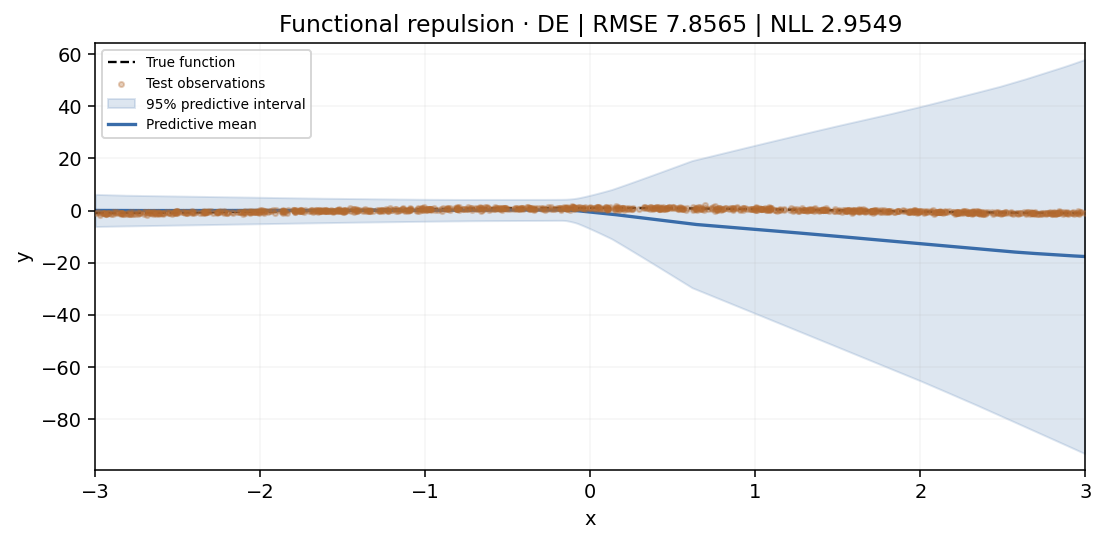 Functional repulsion · DE | RMSE 7.8565 | NLL 2.9549
True function
Test observations
95% predictive interval
Predictive mean
60
40
20
0
−20
−40
−60
−80
y
−3
−2
−1
0
1
2
3
x